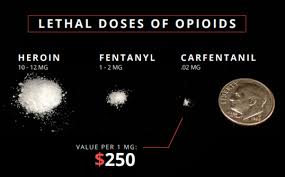 LETHAL DOSES OF OPIOIDS
HEROIN
10 - 12 MG
FENTANYL
1 - 2 MG
CARFENTANIL
.02 MG
VALUE PER 1 MG:
$250
LIBERTY